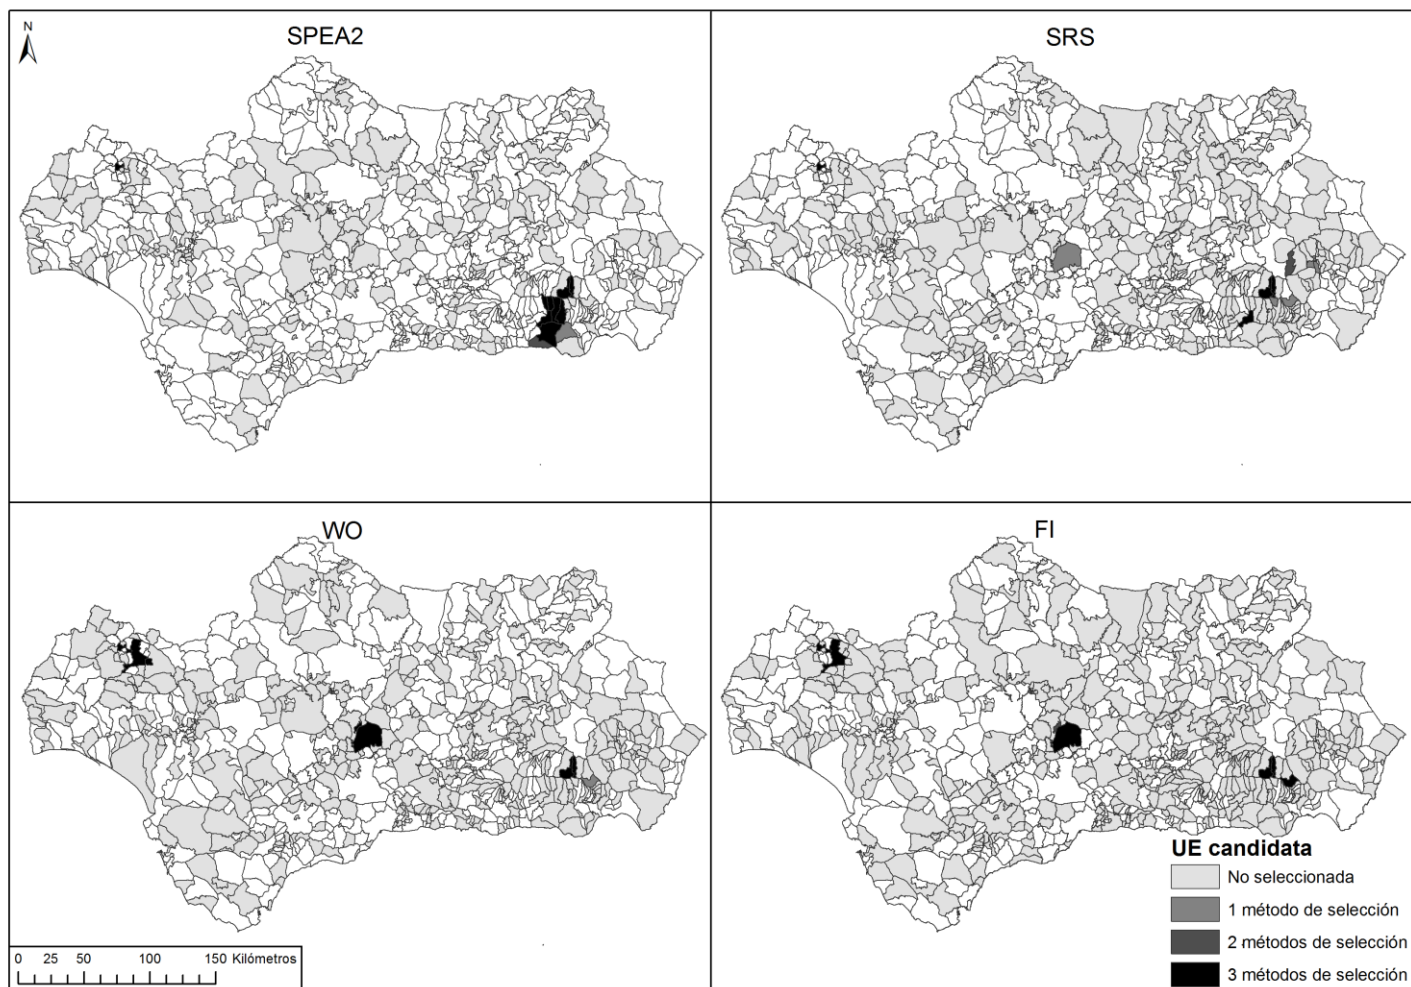 N
SPEA2
SRS
WO
FI
UE candidata
No seleccionada
1 método de selección
2 métodos de selección
3 métodos de selección
0 25 50 100 150 Kilómetros